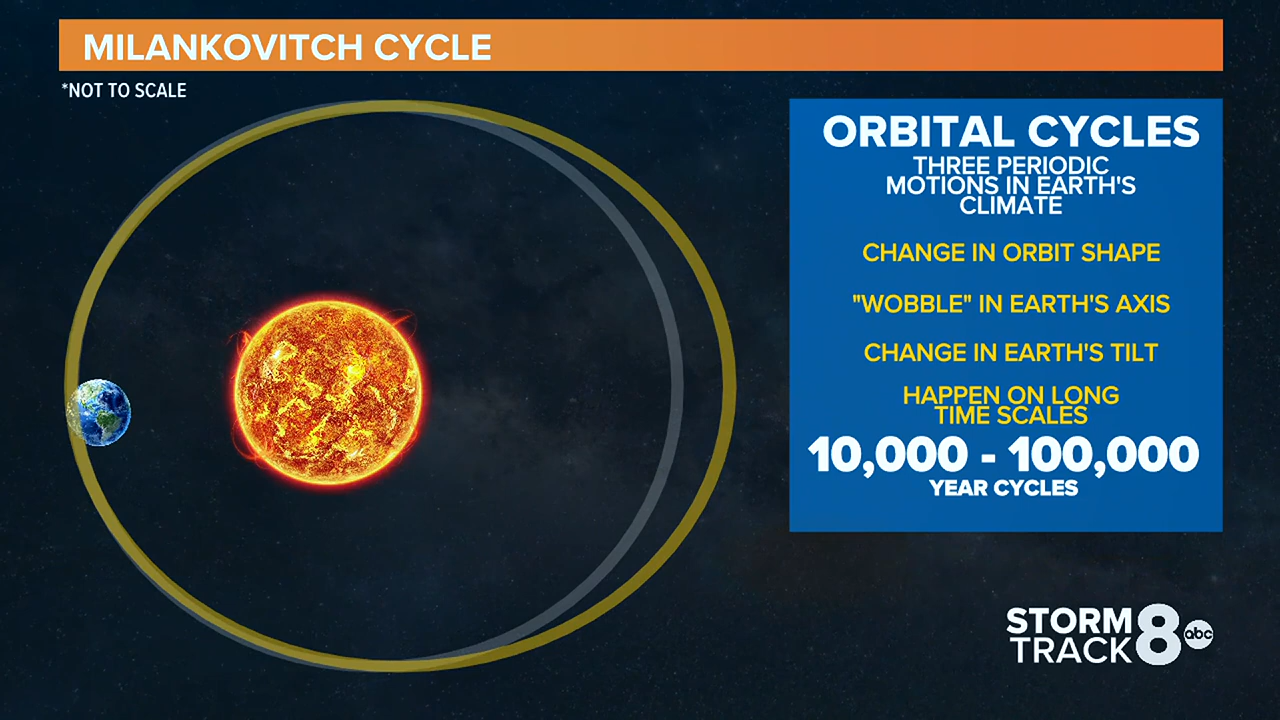 MILANKOVITCH CYCLE
*NOT TO SCALE
ORBITAL CYCLES
THREE PERIODIC
MOTIONS IN EARTH'S
CLIMATE
CHANGE IN ORBIT SHAPE
"WOBBLE" IN EARTH'S AXIS
CHANGE IN EARTH'S TILT
HAPPEN ON LONG
TIME SCALES
10,000 - 100,000
YEAR CYCLES
STORM
TRACK 8 abc